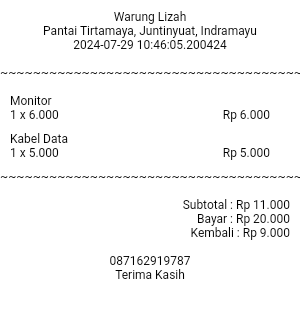 Warung Lizah
Pantai Tirtamaya, Juntinyuat, Indramayu
2024-07-29 10:46:05.200424
~~~~~~~~~~~~~~~~~~~~~~~~~~~~~~~~~~~~~
Monitor
1 x 6.000 Rp 6.000
Kabel Data
1 x 5.000 Rp 5.000
~~~~~~~~~~~~~~~~~~~~~~~~~~~~~~~~~~~~~
Subtotal : Rp 11.000
Bayar : Rp 20.000
Kembali : Rp 9.000
087162919787
Terima Kasih